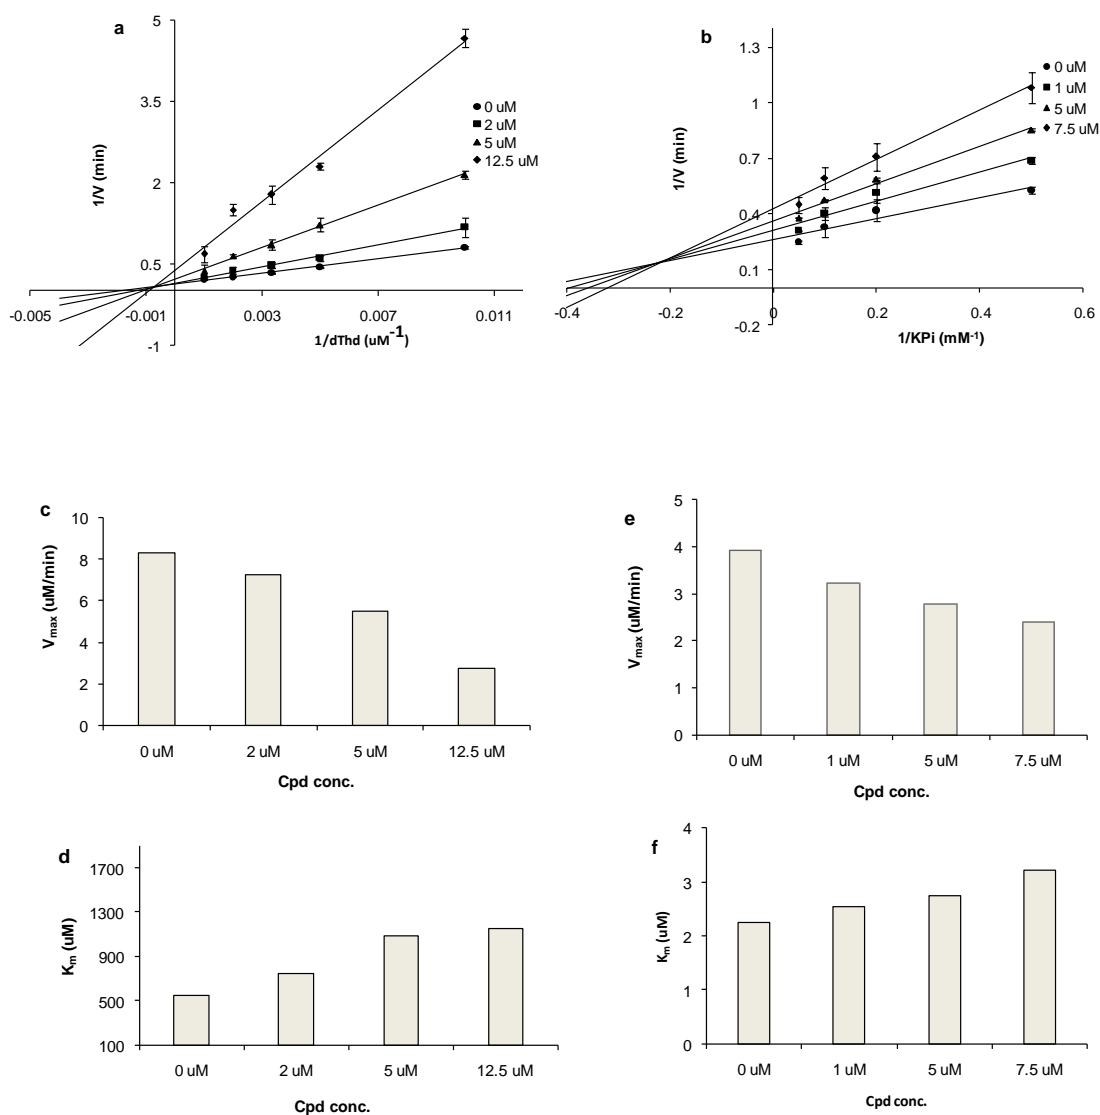 a
5
3.5
2
0.5
-1
1/V (min)
-0.005
-0.001
0.003
0.007
0.011
1/dThd (uM-1)
0 uM
2 uM
5 uM
12.5 uM
b
1.3
1
0.7
0.4
0.1
-0.2
1/V (min)
-0.4
-0.2
0
0.2
0.4
0.6
1/KPi (mM-1)
0 uM
1 uM
5 uM
7.5 uM
c
10
8
6
4
2
0
Vmax (uM/min)
0 uM
2 uM
5 uM
12.5 uM
Cpd conc.
e
5
4
3
2
1
0
Vmax (uM/min)
0 uM
1 uM
5 uM
7.5 uM
Cpd conc.
d
1700
1300
900
500
100
Km (uM)
0 uM
2 uM
5 uM
12.5 uM
Cpd conc.
f
4
3
2
1
0
Km (uM)
0 uM
1 uM
5 uM
7.5 uM
Cpd conc.